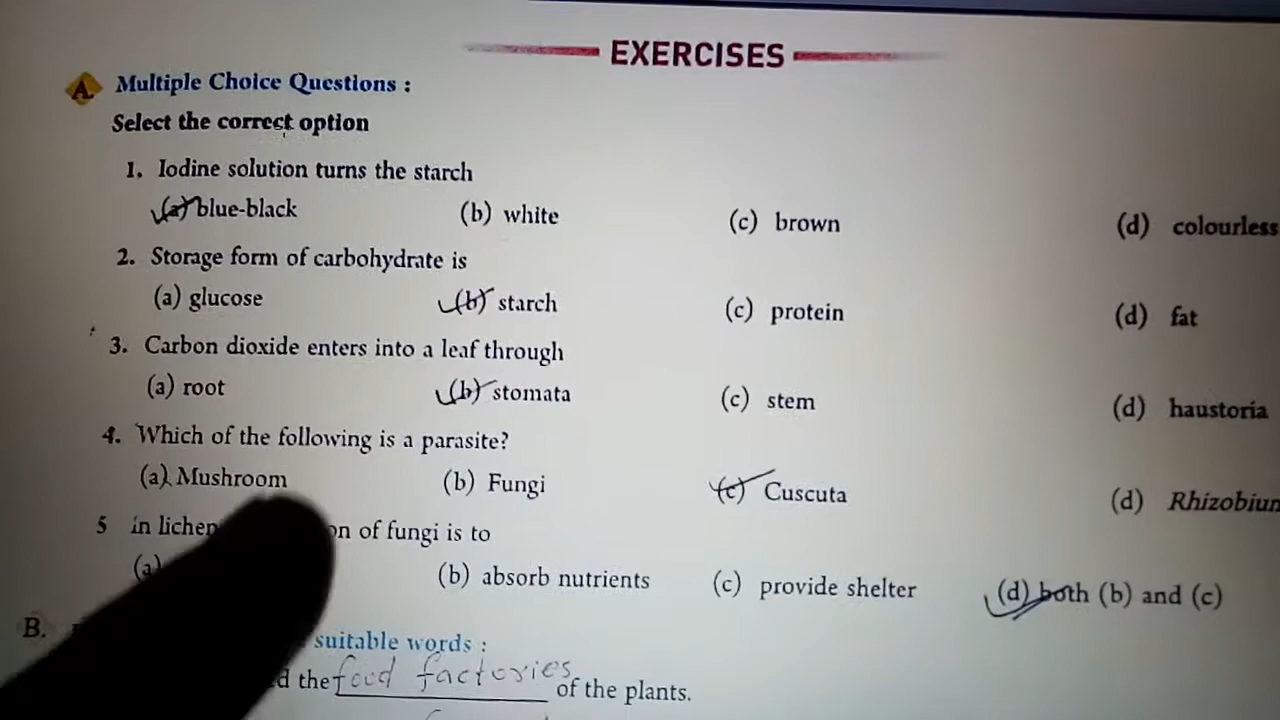 EXERCISES
A. Multiple Choice Questions :
Select the correct option
1. Iodine solution turns the starch
(a) blue-black (b) white (c) brown (d) colourless
2. Storage form of carbohydrate is
(a) glucose (b) starch (c) protein (d) fat
3. Carbon dioxide enters into a leaf through
(a) root (b) stomata (c) stem (d) haustoria
4. Which of the following is a parasite?
(a) Mushroom (b) Fungi (c) Cuscuta (d)
5 in of fungi is to
(a) (b) absorb nutrients (c) provide shelter (d) both (b) and (c)
B. suitable words :
the food factories of the plants.